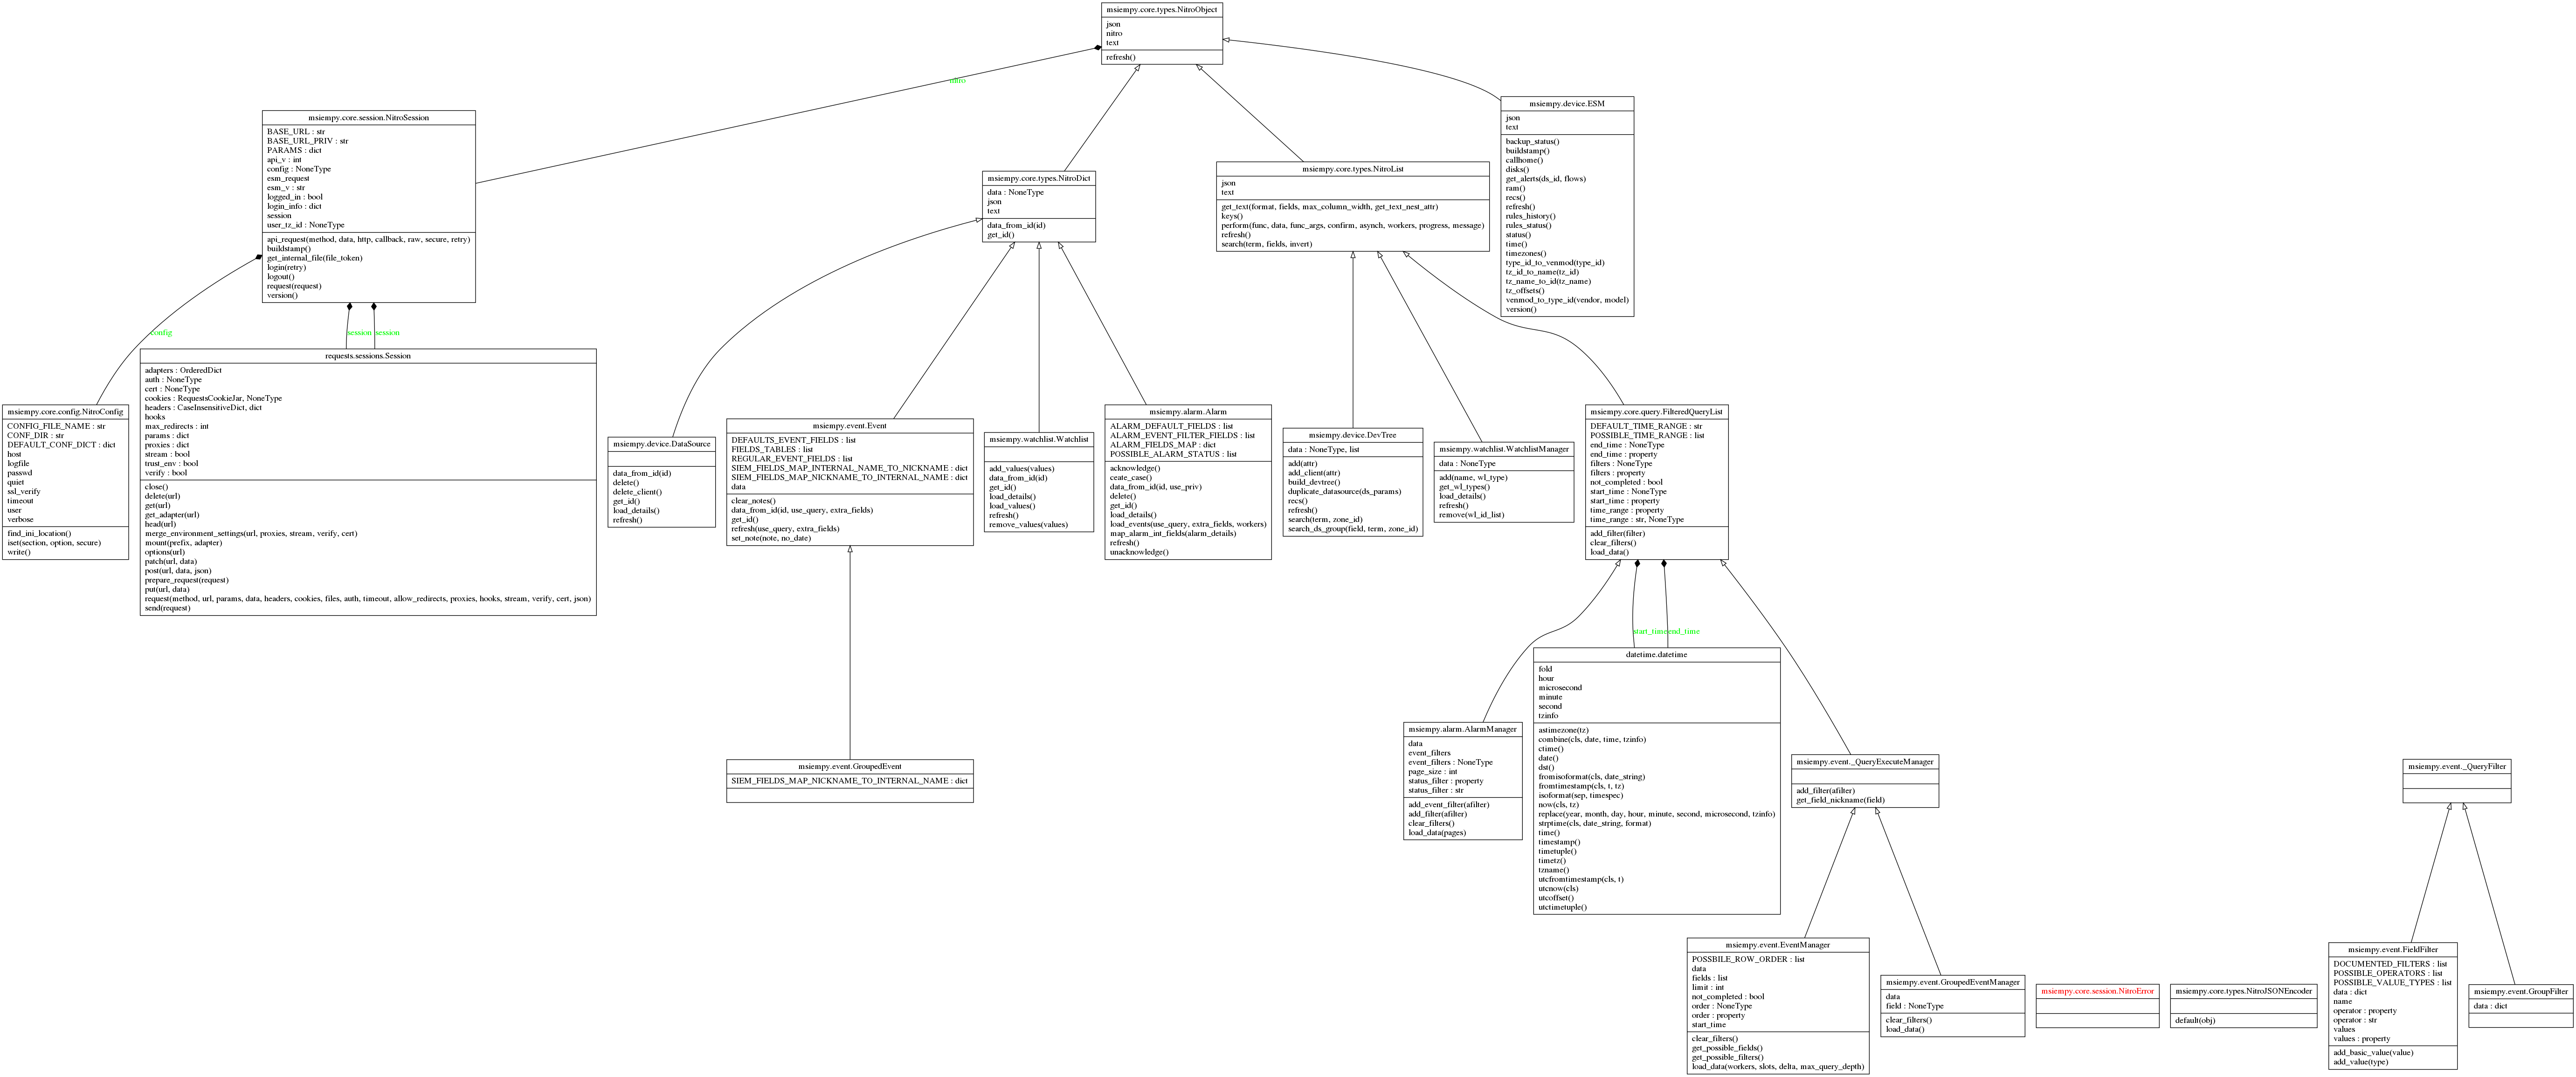 msiempy.core.types.NitroObject
json
nitro
text
refresh()
nitro
msiempy.core.session.NitroSession
BASE_URL : str
BASE_URL_PRIV : str
PARAMS : dict
api_v : int
config : NoneType
esm_request
esm_v : str
logged_in : bool
login_info : dict
session
user_tz_id : NoneType
api_request(method, data, http, callback, raw, secure, retry)
buildstamp()
get_internal_file(file_token)
login(retry)
logout()
request(request)
version()
msiempy.core.types.NitroDict
data : NoneType
json
text
data_from_id(id)
get_id()
msiempy.core.types.NitroList
json
text
get_text(format, fields, max_column_width, get_text_nest_attr)
keys()
perform(func, data, func_args, confirm, asynch, workers, progress, message)
refresh()
search(term, fields, invert)
msiempy.device.ESM
json
text
backup_status()
buildstamp()
callhome()
disks()
get_alerts(ds_id, flows)
ram()
recs()
refresh()
rules_history()
rules_status()
status()
time()
timezones()
type_id_to_venmod(type_id)
tz_id_to_name(tz_id)
tz_name_to_id(tz_name)
tz_offsets()
venmod_to_type_id(vendor, model)
version()
config
session
session
msiempy.core.config.NitroConfig
CONFIG_FILE_NAME : str
CONF_DIR : str
DEFAULT_CONF_DICT : dict
host
logfile
passwd
quiet
ssl_verify
timeout
user
verbose
find_ini_location()
iset(section, option, secure)
write()
requests.sessions.Session
adapters : OrderedDict
auth : NoneType
cert : NoneType
cookies : RequestsCookieJar, NoneType
headers : CaseInsensitiveDict, dict
hooks
max_redirects : int
params : dict
proxies : dict
stream : bool
trust_env : bool
verify : bool
close()
delete(url)
get(url)
get_adapter(url)
head(url)
merge_environment_settings(url, proxies, stream, verify, cert)
mount(prefix, adapter)
options(url)
patch(url, data)
post(url, data, json)
prepare_request(request)
put(url, data)
request(method, url, params, data, headers, cookies, files, auth, timeout, allow_redirects, proxies, hooks, stream, verify, cert, json)
send(request)
msiempy.device.DataSource
data_from_id(id)
delete()
delete_client()
get_id()
load_details()
refresh()
msiempy.event.Event
DEFAULTS_EVENT_FIELDS : list
FIELDS_TABLES : list
REGULAR_EVENT_FIELDS : list
SIEM_FIELDS_MAP_INTERNAL_NAME_TO_NICKNAME : dict
SIEM_FIELDS_MAP_NICKNAME_TO_INTERNAL_NAME : dict
data
clear_notes()
data_from_id(id, use_query, extra_fields)
get_id()
refresh(use_query, extra_fields)
set_note(note, no_date)
msiempy.watchlist.Watchlist
add_values(values)
data_from_id(id)
get_id()
load_details()
load_values()
refresh()
remove_values(values)
msiempy.alarm.Alarm
ALARM_DEFAULT_FIELDS : list
ALARM_EVENT_FILTER_FIELDS : list
ALARM_FIELDS_MAP : dict
POSSIBLE_ALARM_STATUS : list
acknowledge()
ceate_case()
data_from_id(id, use_priv)
delete()
get_id()
load_details()
load_events(use_query, extra_fields, workers)
map_alarm_int_fields(alarm_details)
refresh()
unacknowledge()
msiempy.device.DevTree
data : NoneType, list
add(attr)
add_client(attr)
build_devtree()
duplicate_datasource(ds_params)
recs()
refresh()
search(term, zone_id)
search_ds_group(field, term, zone_id)
msiempy.watchlist.WatchlistManager
data : NoneType
add(name, wl_type)
get_wl_types()
load_details()
refresh()
remove(wl_id_list)
msiempy.core.query.FilteredQueryList
DEFAULT_TIME_RANGE : str
POSSIBLE_TIME_RANGE : list
end_time : NoneType
end_time : property
filters : NoneType
filters : property
not_completed : bool
start_time : NoneType
start_time : property
time_range : property
time_range : str, NoneType
add_filter(filter)
clear_filters()
load_data()
start_time
end_time
msiempy.event.GroupedEvent
SIEM_FIELDS_MAP_NICKNAME_TO_INTERNAL_NAME : dict
msiempy.alarm.AlarmManager
data
event_filters
event_filters : NoneType
page_size : int
status_filter : property
status_filter : str
add_event_filter(afilter)
add_filter(afilter)
clear_filters()
load_data(pages)
datetime.datetime
fold
hour
microsecond
minute
second
tzinfo
astimezone(tz)
combine(cls, date, time, tzinfo)
ctime()
date()
dst()
fromisoformat(cls, date_string)
fromtimestamp(cls, t, tz)
isoformat(sep, timespec)
now(cls, tz)
replace(year, month, day, hour, minute, second, microsecond, tzinfo)
strptime(cls, date_string, format)
time()
timestamp()
timetuple()
timetz()
tzname()
utcfromtimestamp(cls, t)
utcnow(cls)
utcoffset()
utctimetuple()
msiempy.event._QueryExecuteManager
add_filter(afilter)
get_field_nickname(field)
msiempy.event._QueryFilter
msiempy.event.EventManager
POSSBILE_ROW_ORDER : list
data
fields : list
limit : int
not_completed : bool
order : NoneType
order : property
start_time
clear_filters()
get_possible_fields()
get_possible_filters()
load_data(workers, slots, delta, max_query_depth)
msiempy.event.GroupedEventManager
data
field : NoneType
clear_filters()
load_data()
msiempy.core.session.NitroError
msiempy.core.types.NitroJSONEncoder
default(obj)
msiempy.event.FieldFilter
DOCUMENTED_FILTERS : list
POSSIBLE_OPERATORS : list
POSSIBLE_VALUE_TYPES : list
data : dict
name
operator : property
operator : str
values
values : property
add_basic_value(value)
add_value(type)
msiempy.event.GroupFilter
data : dict